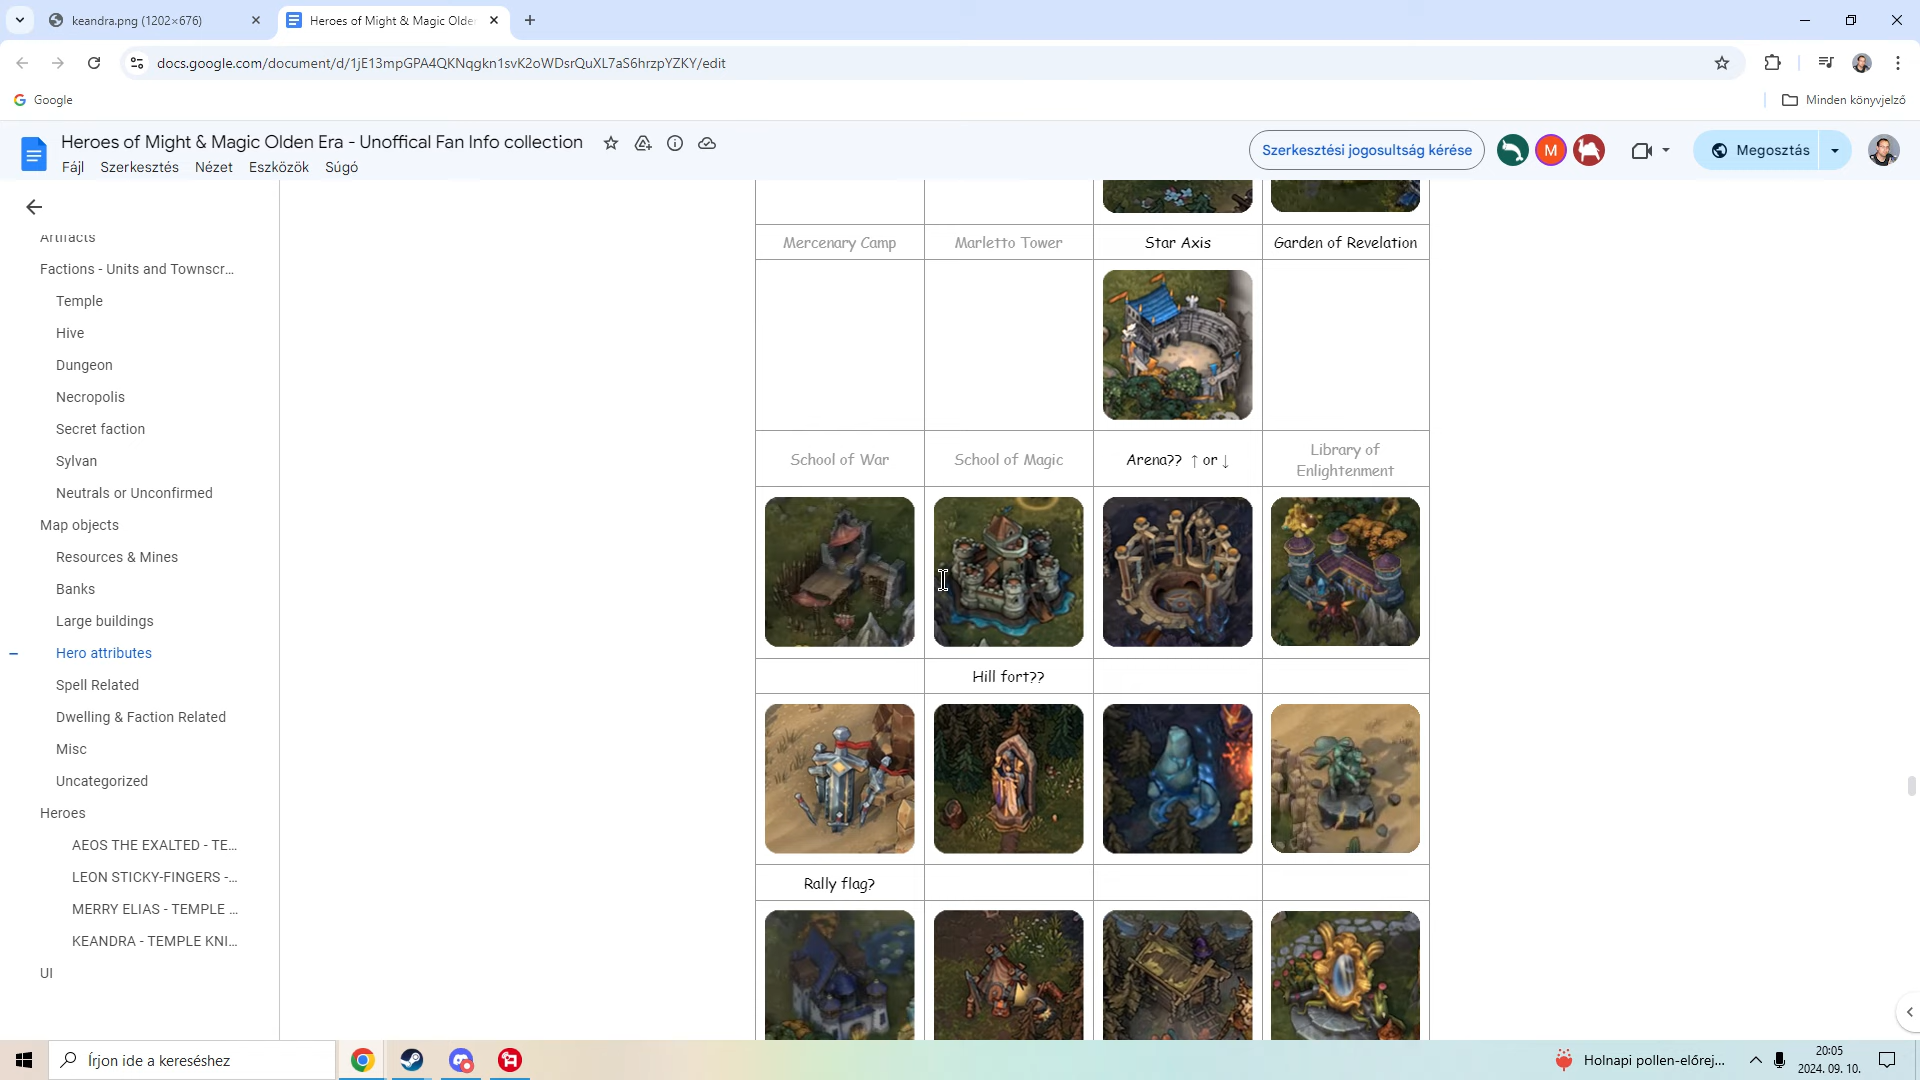 keandra.png (1202×676)
Heroes of Might & Magic Olde
docs.google.com/document/d/1jE13mpGPA4QKNqgkn1svK2oWDsrQuXL7aS6hrzpYZKY/edit
Google
Minden könyvjelző
Heroes of Might & Magic Olden Era - Unoffical Fan Info collection
Fájl Szerkesztés Nézet Eszközök Súgó
Szerkesztési jogosultság kérése
M
Megosztás
Artifacts
Factions - Units and Townscr...
Temple
Hive
Dungeon
Necropolis
Secret faction
Sylvan
Neutrals or Unconfirmed
Map objects
Resources & Mines
Banks
Large buildings
Hero attributes
Spell Related
Dwelling & Faction Related
Misc
Uncategorized
Heroes
AEOS THE EXALTED - TE...
LEON STICKY-FINGERS -...
MERRY ELIAS - TEMPLE ...
KEANDRA - TEMPLE KNI...
UI
Mercenary Camp
Marletto Tower
Star Axis
Garden of Revelation
School of War
School of Magic
Arena?? ↑ or ↓
Library of
Enlightenment
Hill fort??
Rally flag?
Írjon ide a kereséshez
Holnapi pollen-előrej...
20:05
2024. 09. 10.